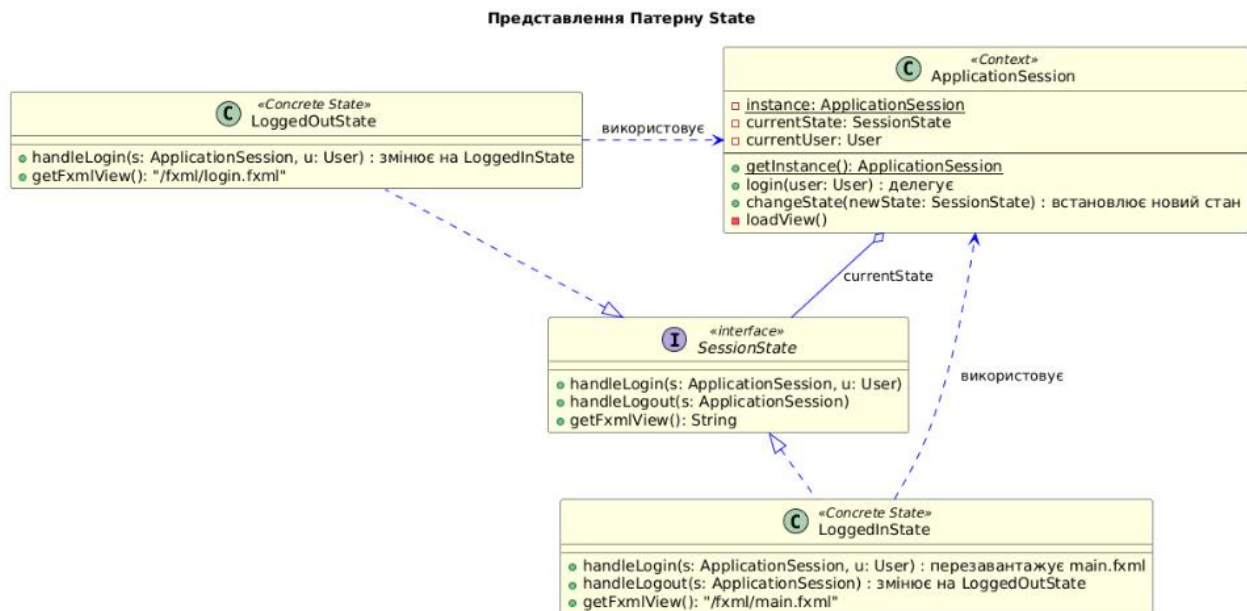 Представлення Патерну State
«Context»
C ApplicationSession
instance: ApplicationSession
currentState: SessionState
currentUser: User
getInstance(): ApplicationSession
login(user: User) : делегує
changeState(newState: SessionState) : встановлює новий стан
loadView()
«Concrete State»
C LoggedOutState
handleLogin(s: ApplicationSession, u: User) : змінює на LoggedInState
getFxmlView(): "/fxml/login.fxml"
використовує
currentState
«interface»
I SessionState
handleLogin(s: ApplicationSession, u: User)
handleLogout(s: ApplicationSession)
getFxmlView(): String
використовує
«Concrete State»
C LoggedInState
handleLogin(s: ApplicationSession, u: User) : перезавантажує main.fxml
handleLogout(s: ApplicationSession) : змінює на LoggedOutState
getFxmlView(): "/fxml/main.fxml"